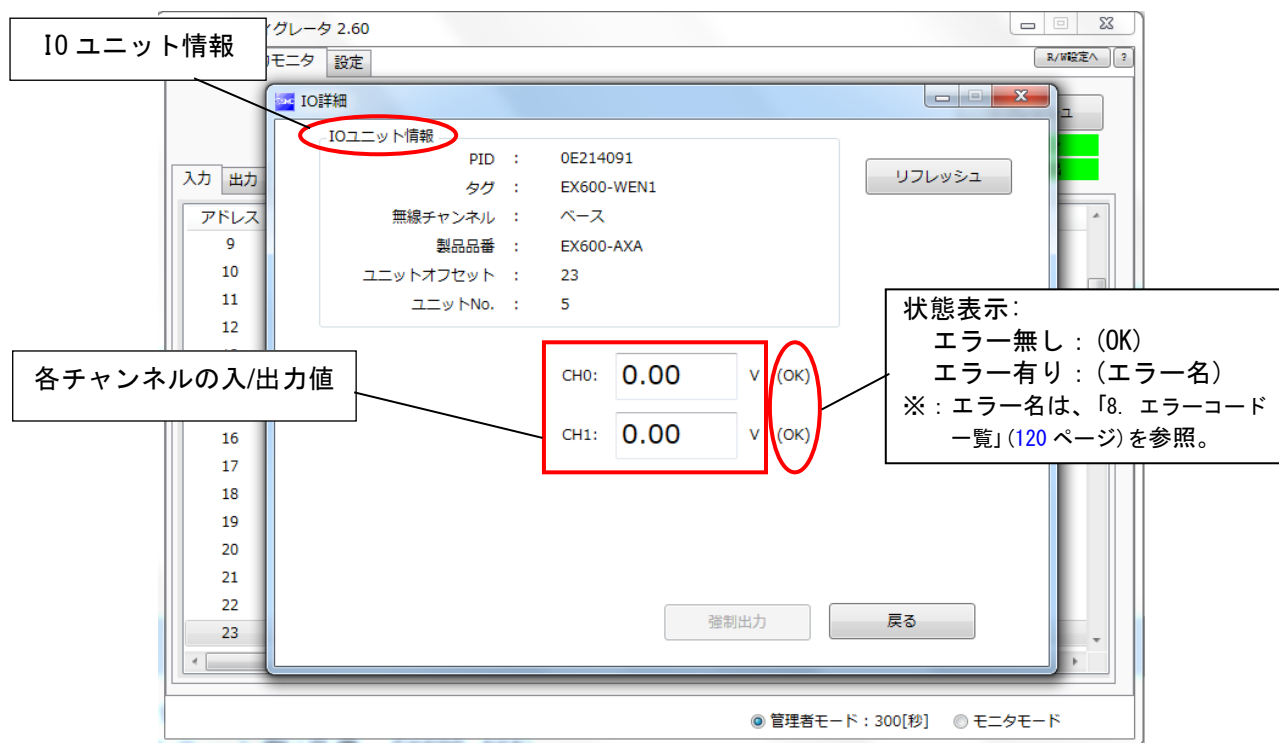 IOユニット情報
ィグレータ 2.60
モニタ 設定
R/W設定へ ?
IO詳細
IOユニット情報
PID : 0E214091
タグ : EX600-WEN1
無線チャンネル : ベース
製品品番 : EX600-AXA
ユニットオフセット : 23
ユニットNo. : 5
リフレッシュ
ュ
入力 出力
アドレス
9
10
11
12
16
17
18
19
20
21
22
23
各チャンネルの入/出力値
CH0: 0.00 V (OK)
CH1: 0.00 V (OK)
状態表示:
エラー無し：(OK)
エラー有り：(エラー名)
※：エラー名は、「8. エラーコード
一覧」(120 ページ)を参照。
強制出力 戻る
管理者モード：300[秒] モニタモード